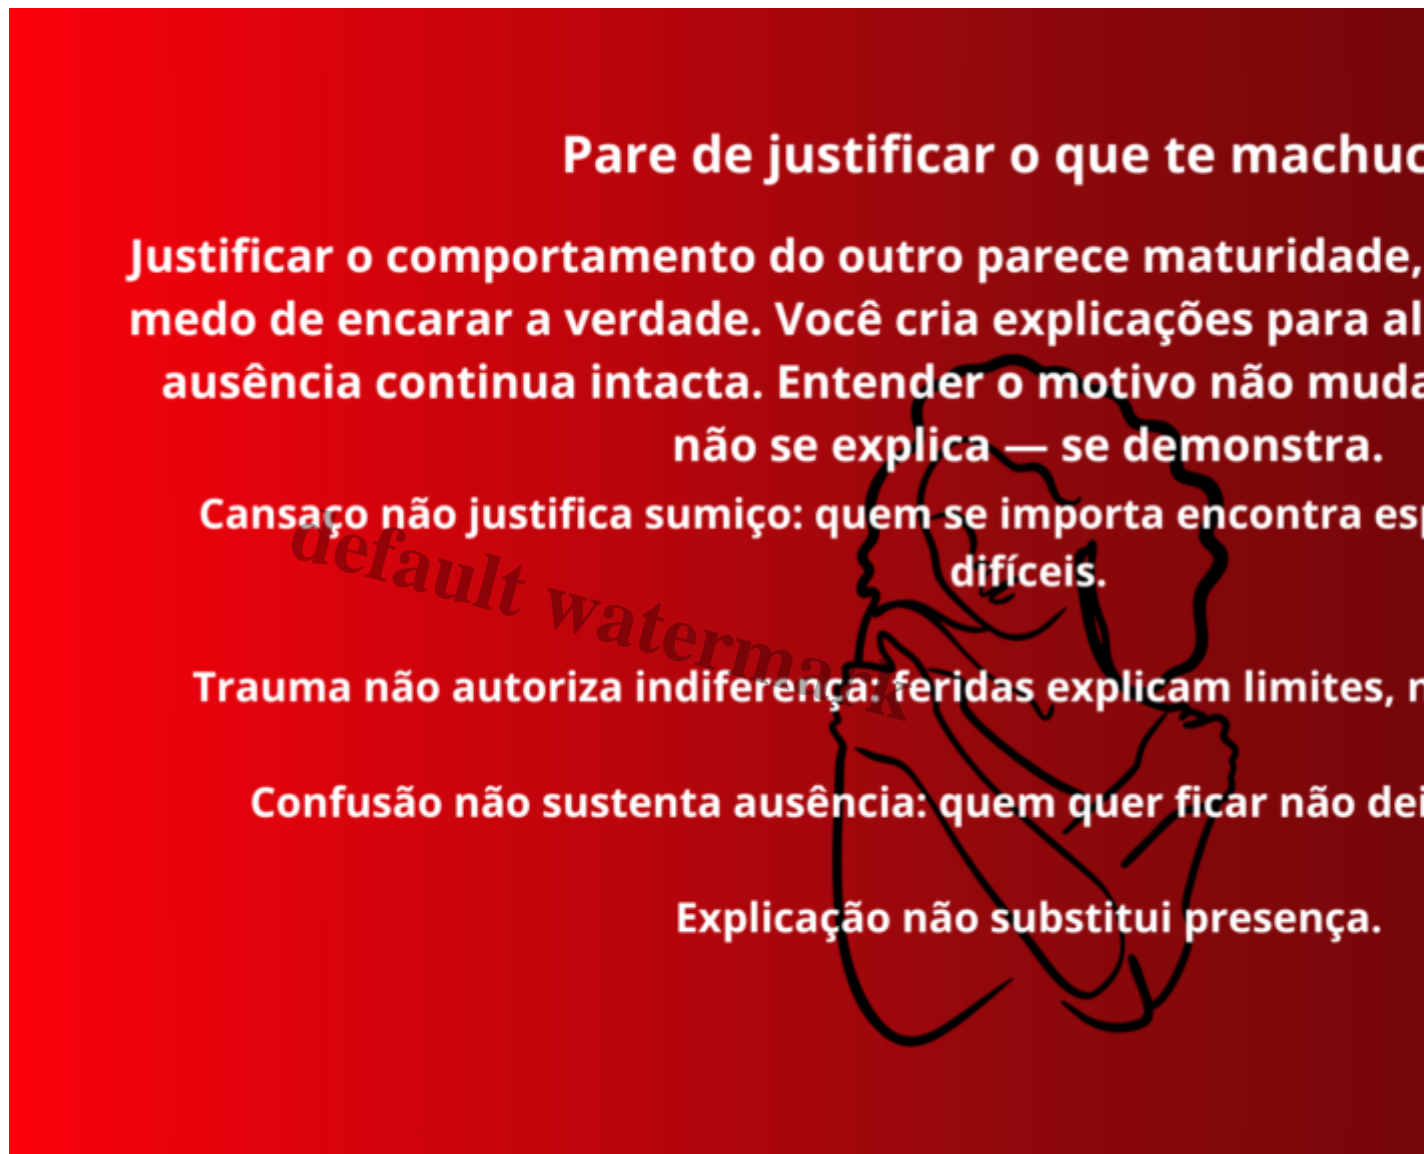 Pare de justificar o que te machuc
Justificar o comportamento do outro parece maturidade,
medo de encarar a verdade. Você cria explicações para al
ausência continua intacta. Entender o motivo não muda
não se explica — se demonstra.
Cansaço não justifica sumiço: quem se importa encontra esp
difíceis.
default watermark
Trauma não autoriza indiferença: feridas explicam limites,
Confusão não sustenta ausência: quem quer ficar não dei
Explicação não substitui presença.